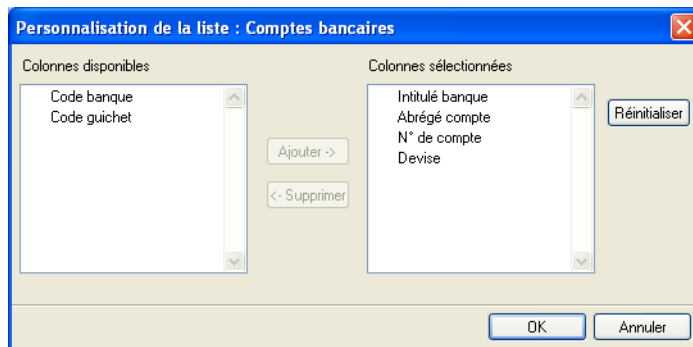 Personnalisation de la liste : Comptes bancaires
Colonnes disponibles
Code banque
Code guichet
Ajouter ->
<- Supprimer
Colonnes sélectionnées
Intitulé banque
Abrégé compte
N° de compte
Devise
Réinitialiser
OK
Annuler